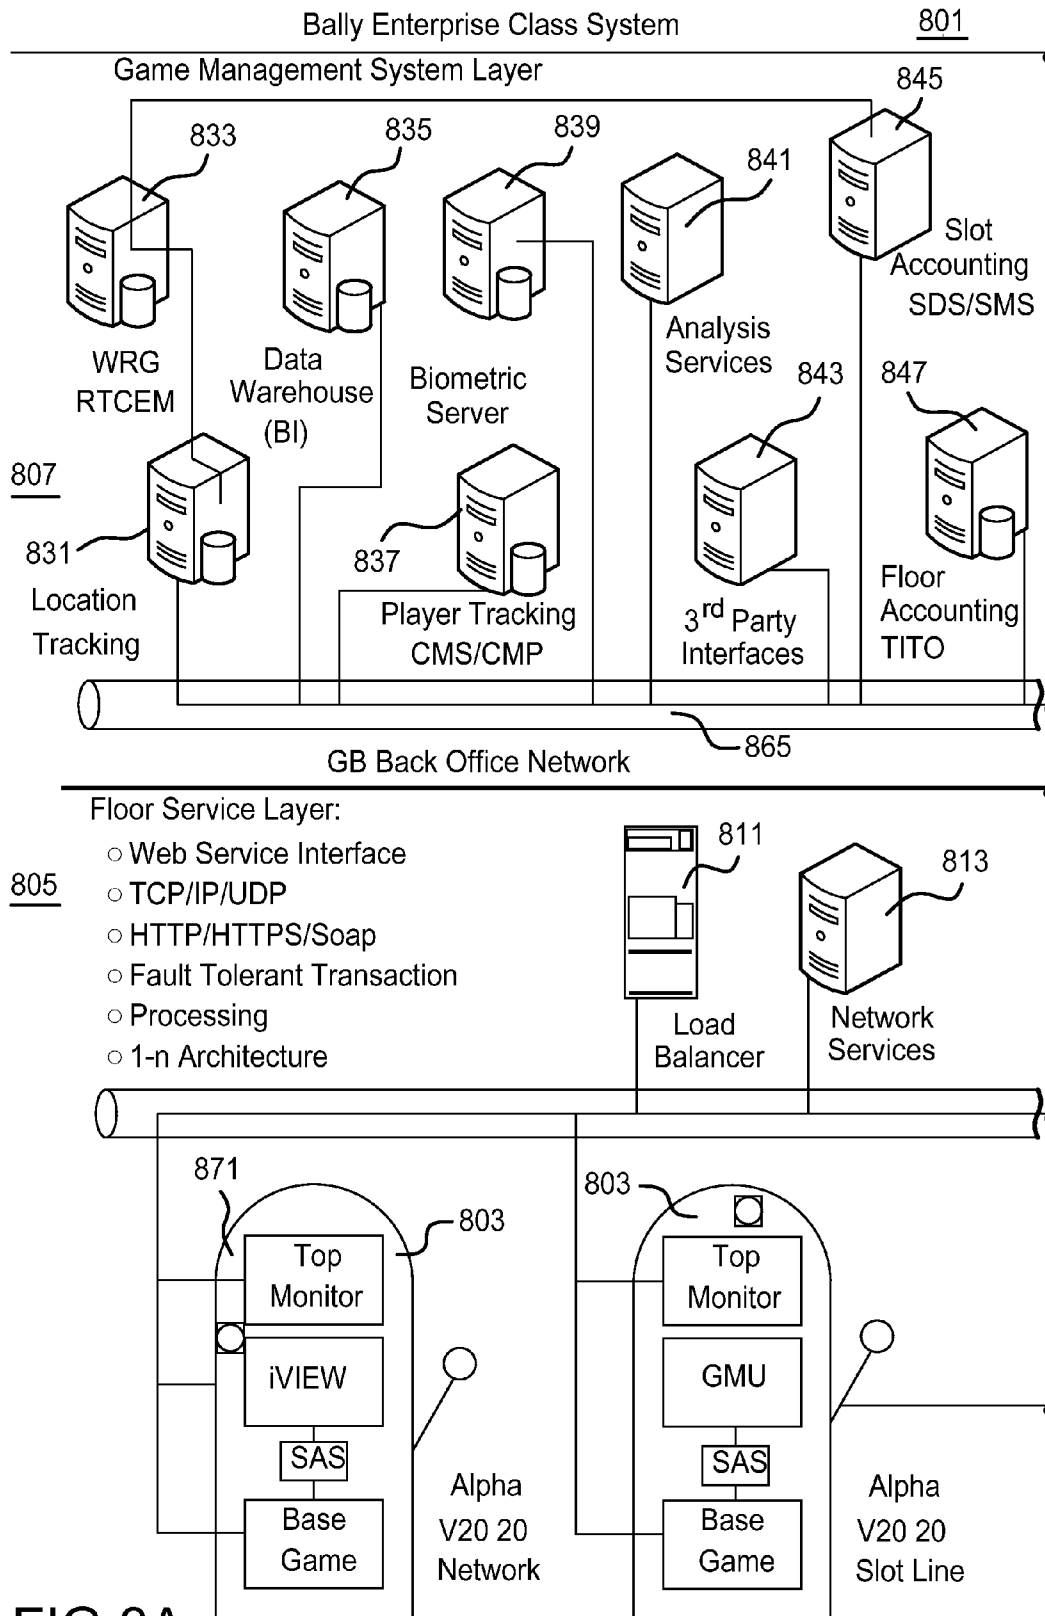 Bally Enterprise Class System
801
Game Management System Layer
845
833
835
839
841
Slot
Accounting
SDS/SMS
WRG
RTCEM
Data
Warehouse
(BI)
Biometric
Server
Analysis
Services
843
847
807
831
837
Location
Tracking
Player Tracking
CMS/CMP
3rd Party
Interfaces
Floor
Accounting
TITO
865
GB Back Office Network
Floor Service Layer:
805
○ Web Service Interface
○ TCP/IP/UDP
○ HTTP/HTTPS/Soap
○ Fault Tolerant Transaction
○ Processing
○ 1-n Architecture
811
813
Load
Balancer
Network
Services
871
803
803
Top
Monitor
iVIEW
SAS
Base
Game
Alpha
V20 20
Network
Top
Monitor
GMU
SAS
Base
Game
Alpha
V20 20
Slot Line